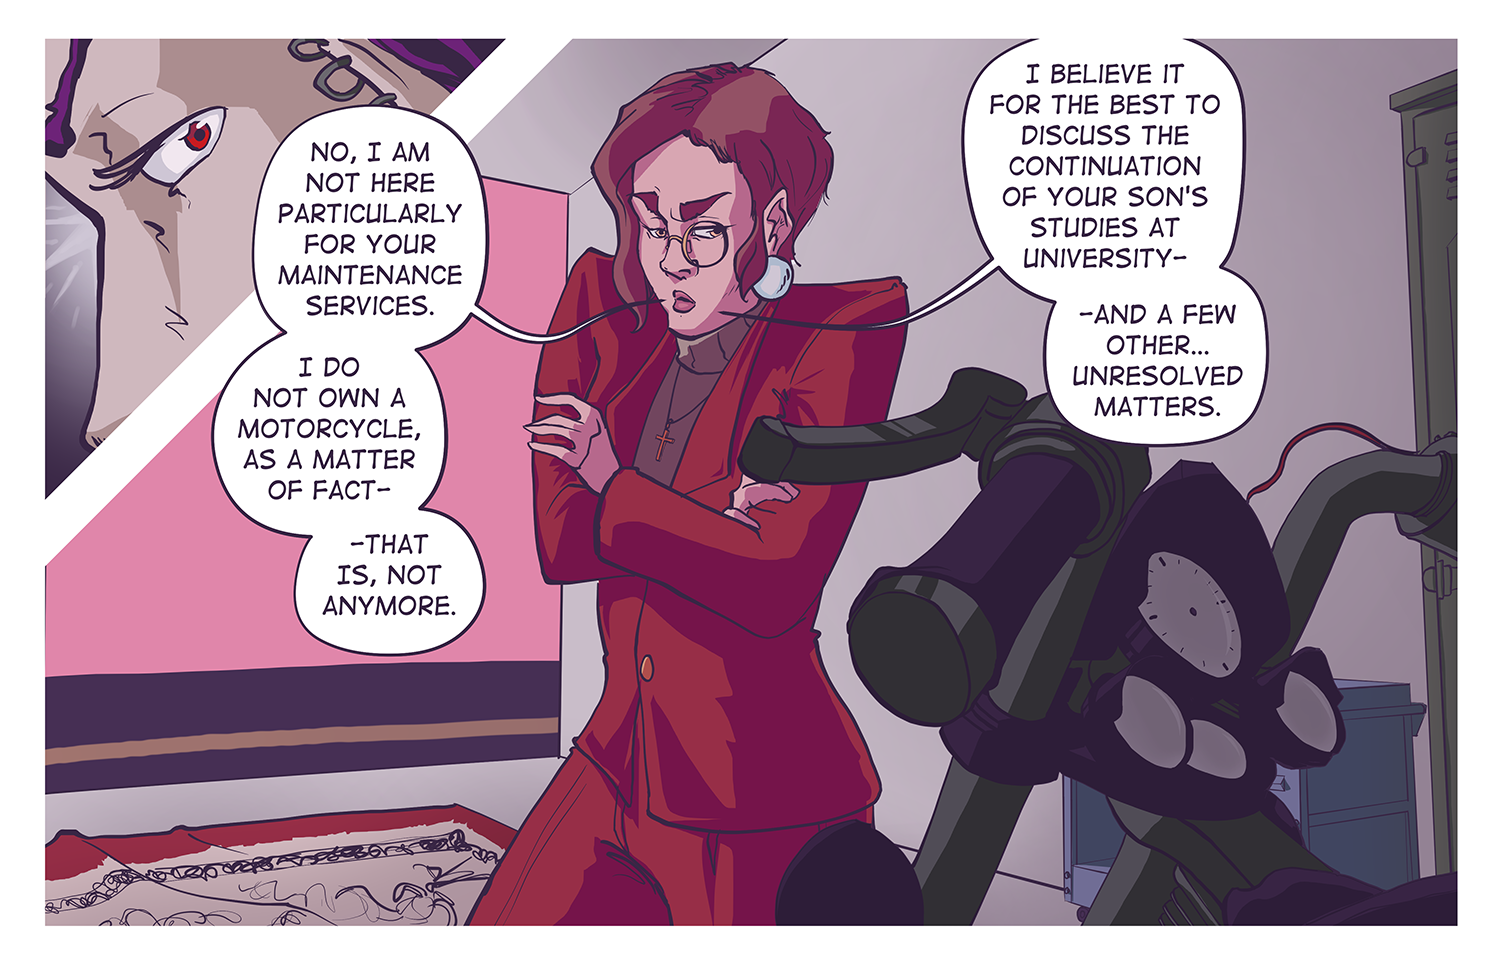 NO, I AM
NOT HERE
PARTICULARLY
FOR YOUR
MAINTENANCE
SERVICES.
I DO
NOT OWN A
MOTORCYCLE,
AS A MATTER
OF FACT-
-THAT
IS, NOT
ANYMORE.
I BELIEVE IT
FOR THE BEST TO
DISCUSS THE
CONTINUATION
OF YOUR SON'S
STUDIES AT
UNIVERSITY-
-AND A FEW
OTHER...
UNRESOLVED
MATTERS.